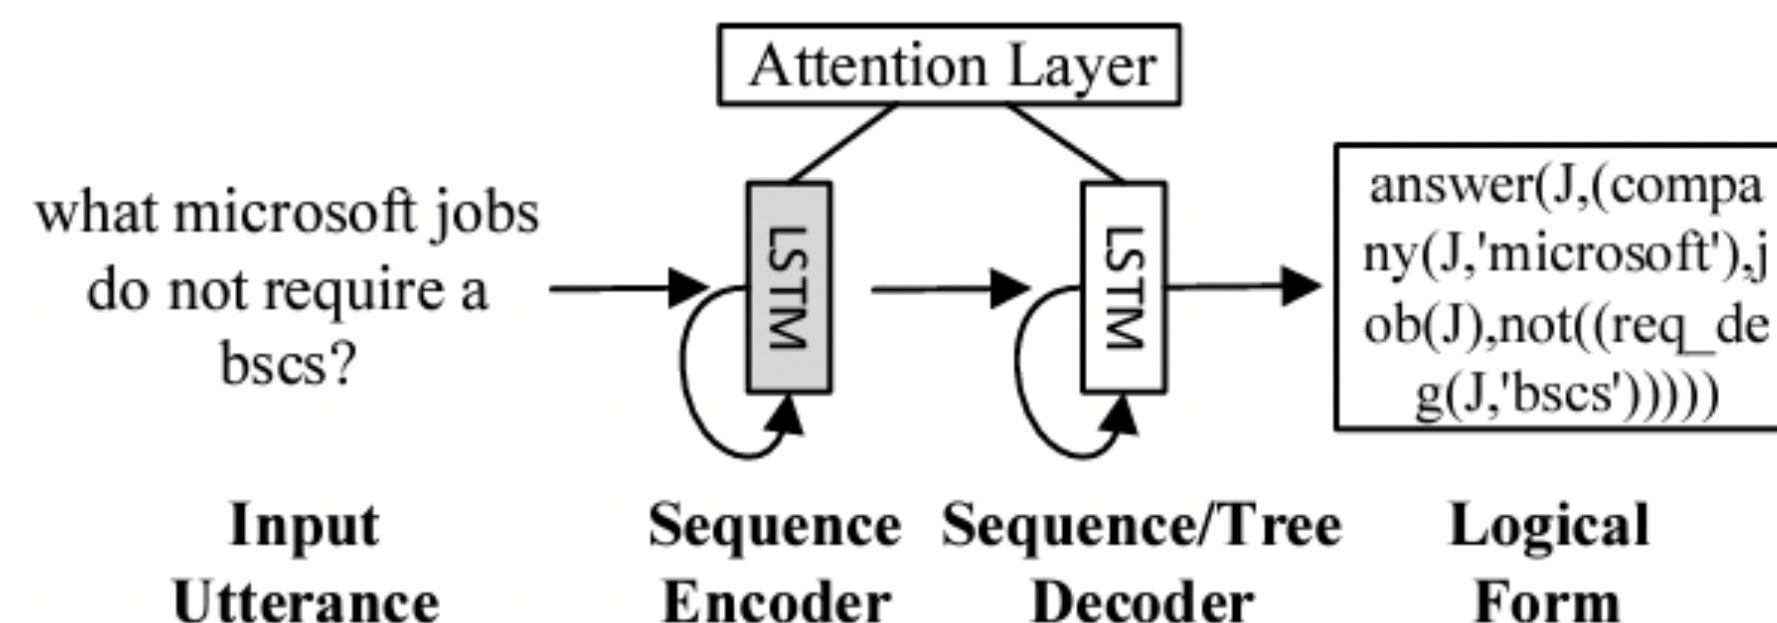 Attention Layer
what microsoft jobs
do not require a
bscs?
LSTM
LSTM
answer(J,(compa
ny(J,'microsoft'),j
ob(J),not((req_de
g(J,'bscs')))))
Input
Utterance
Sequence
Encoder
Sequence/Tree
Decoder
Logical
Form